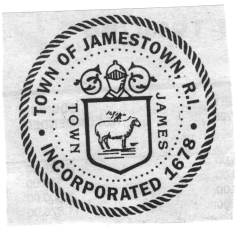 TOWN OF JAMESTOWN, R.I.
JAMES
TOWN
• INCORPORATED 1678 •